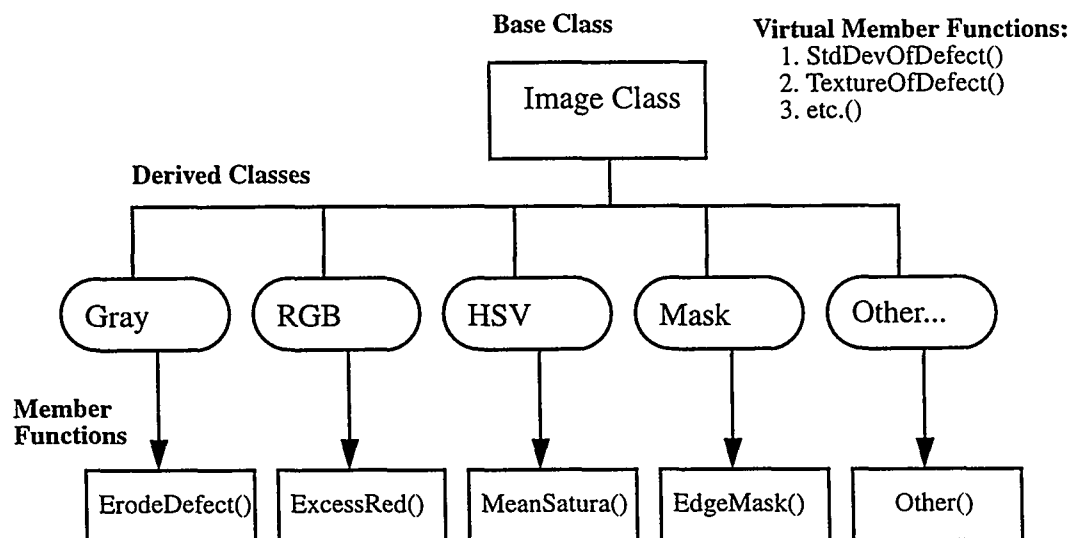 Base Class
Virtual Member Functions:
1. StdDevOfDefect()
2. TextureOfDefect()
3. etc.()
Image Class
Derived Classes
Gray
RGB
HSV
Mask
Other...
Member
Functions
ErodeDefect()
ExcessRed()
MeanSatura()
EdgeMask()
Other()